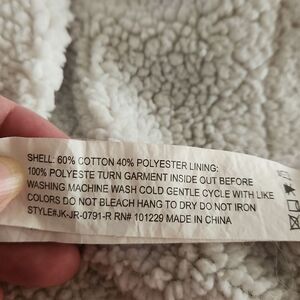 SHELL: 60% COTTON 40% POLYESTER LINING:
100% POLYESTE TURN GARMENT INSIDE OUT BEFORE
WASHING MACHINE WASH COLD GENTLE CYCLE WITH LIKE
COLORS DO NOT BLEACH HANG TO DRY DO NOT IRON
STYLE#JK-JR-0791-R RN# 101229 MADE IN CHINA